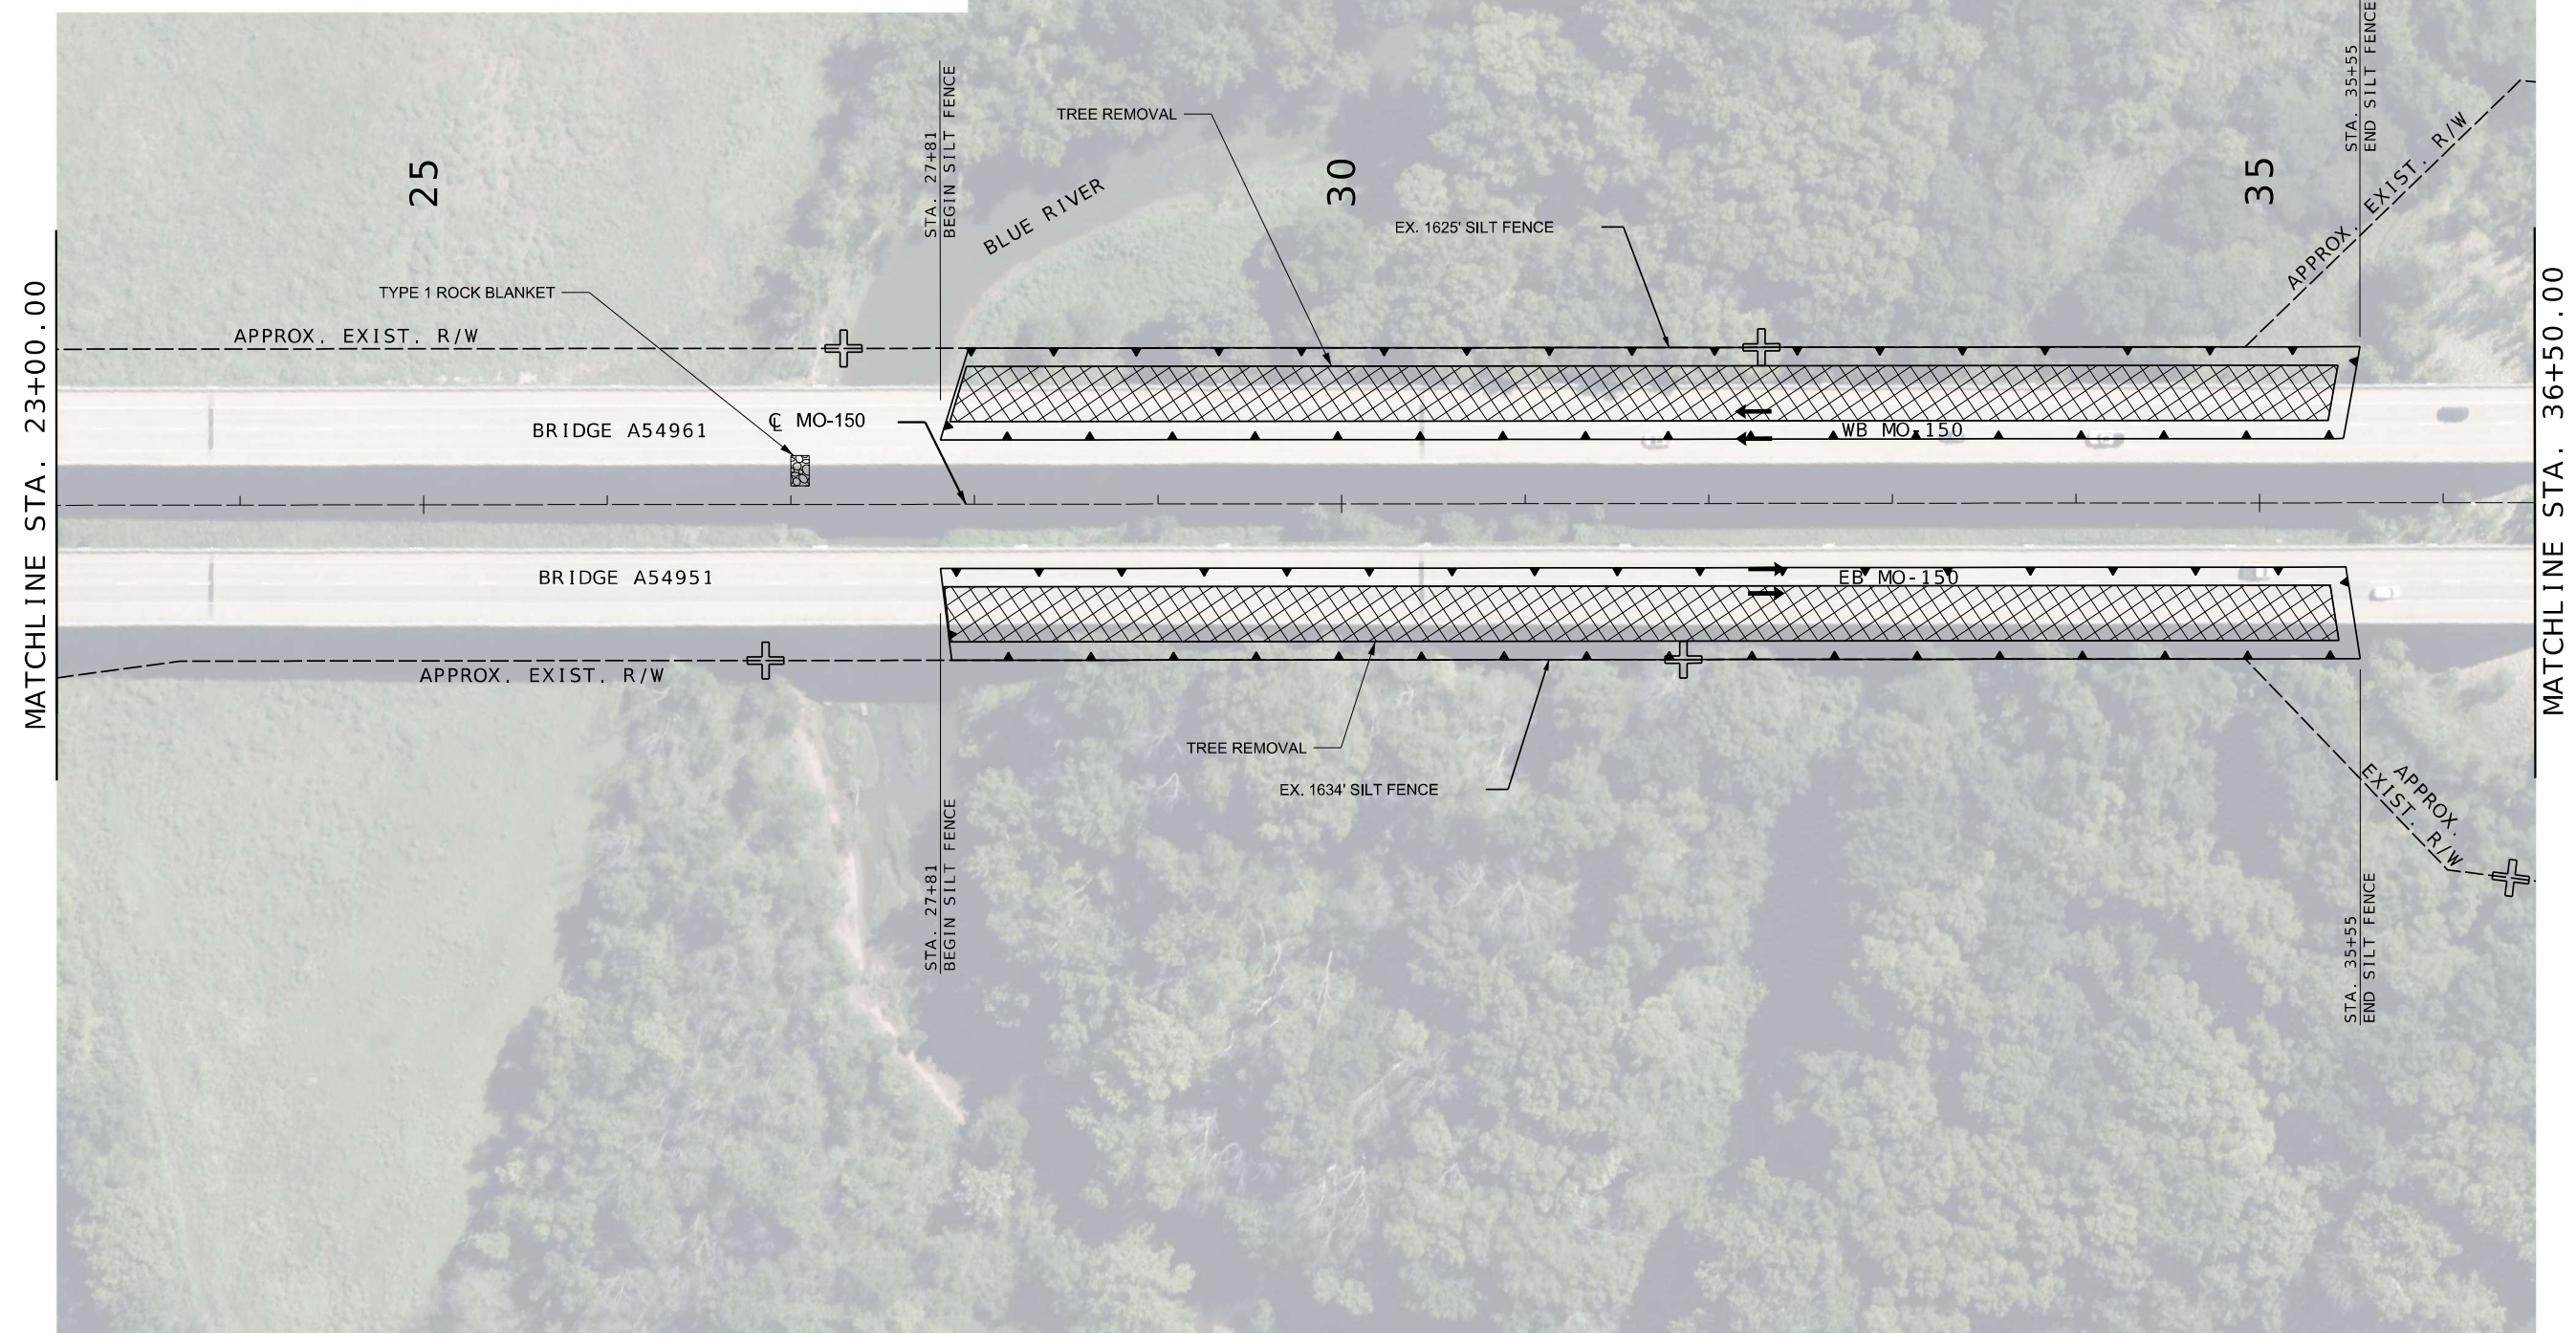 TREE REMOVAL
25
30
35
STA. 27+81
BEGIN SILT FENCE
STA. 35+55
END SILT FENCE
BLUE RIVER
EX. 1625' SILT FENCE
APPROX. EXIST. R/W
TYPE 1 ROCK BLANKET
APPROX. EXIST. R/W
MATCHLINE STA. 23+00.00
MATCHLINE STA. 36+50.00
BRIDGE A54961
℄ MO-150
WB MO-150
BRIDGE A54951
EB MO-150
APPROX. EXIST. R/W
TREE REMOVAL
EX. 1634' SILT FENCE
APPROX.
EXIST. R/W
STA. 27+81
BEGIN SILT FENCE
STA. 35+55
END SILT FENCE